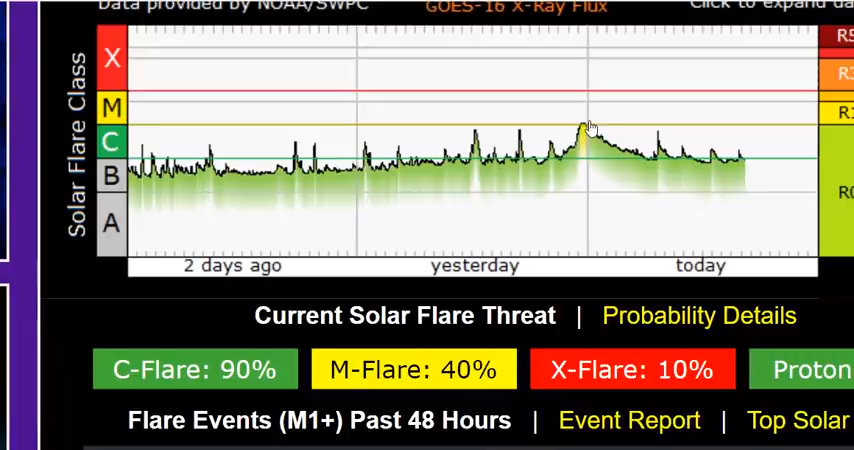 Data provided by NOAA/SWPC
GOES-16 X-Ray Flux
Click to expand da
Solar Flare Class
X
M
C
B
A
R5
R3
R1
R0
2 days ago
yesterday
today
Current Solar Flare Threat | Probability Details
C-Flare: 90%
M-Flare: 40%
X-Flare: 10%
Proton
Flare Events (M1+) Past 48 Hours | Event Report | Top Solar